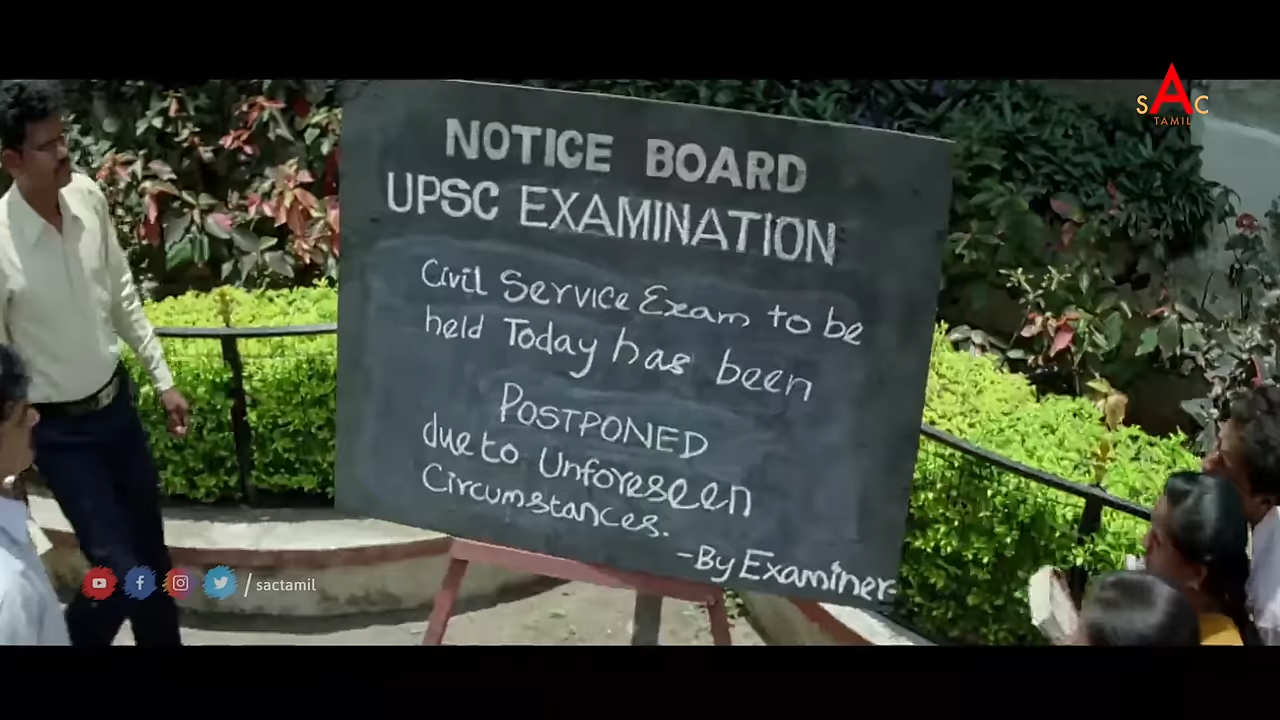 SAC
TAMIL
NOTICE BOARD
UPSC EXAMINATION
Civil Service Exam to be
held Today has been
POSTPONED
due to Unforeseen
Circumstances.
-By Examiner-
/sactamil